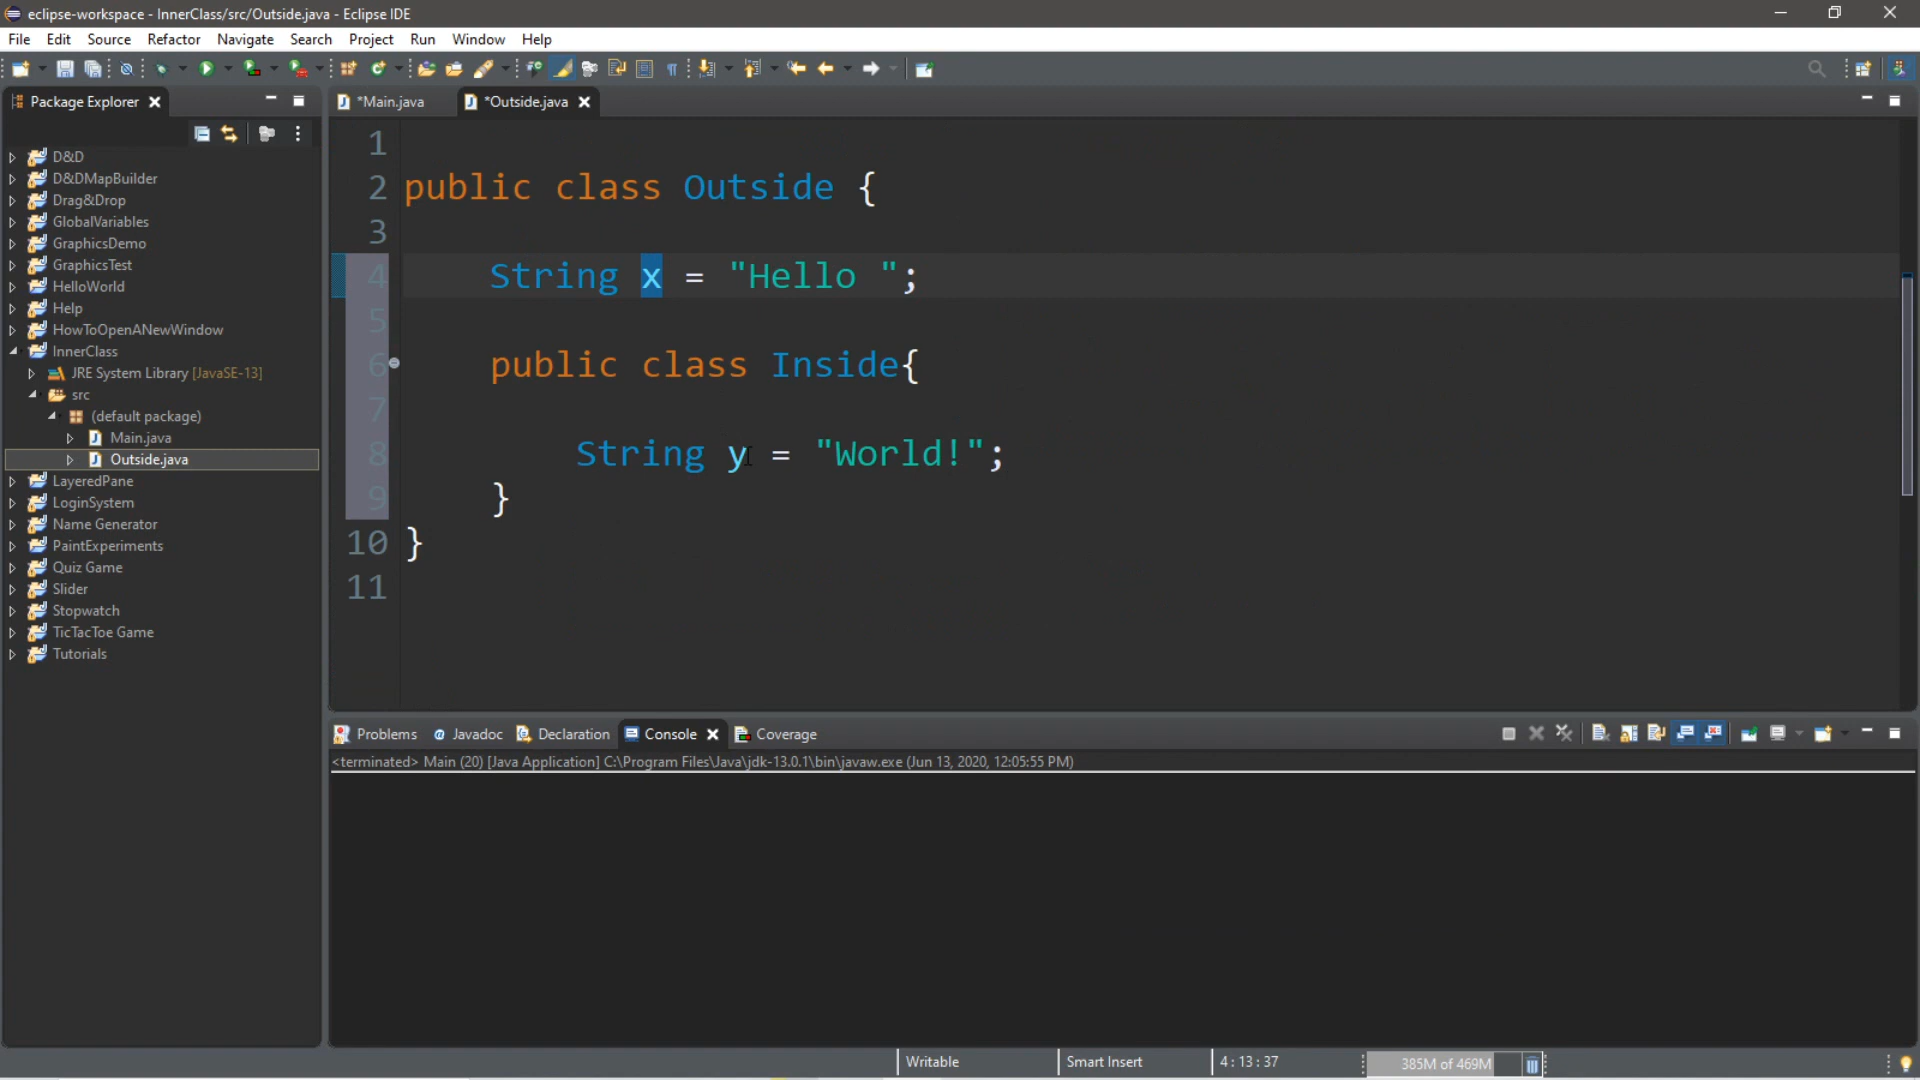 eclipse-workspace - InnerClass/src/Outside.java - Eclipse IDE
File Edit Source Refactor Navigate Search Project Run Window Help
Package Explorer
*Main.java
*Outside.java
D&D
D&DMapBuilder
Drag&Drop
GlobalVariables
GraphicsDemo
GraphicsTest
HelloWorld
Help
HowToOpenANewWindow
InnerClass
JRE System Library [JavaSE-13]
src
(default package)
Main.java
Outside.java
LayeredPane
LoginSystem
Name Generator
PaintExperiments
Quiz Game
Slider
Stopwatch
TicTacToe Game
Tutorials
1
2 public class Outside {
3
4 String x = "Hello ";
5
6 public class Inside{
7
8 String y = "World!";
9 }
10 }
11
Problems Javadoc Declaration Console Coverage
<terminated> Main (20) [Java Application] C:\Program Files\Java\jdk-13.0.1\bin\javaw.exe (Jun 13, 2020, 12:05:55 PM)
Writable Smart Insert 4 : 13 : 37 385M of 469M